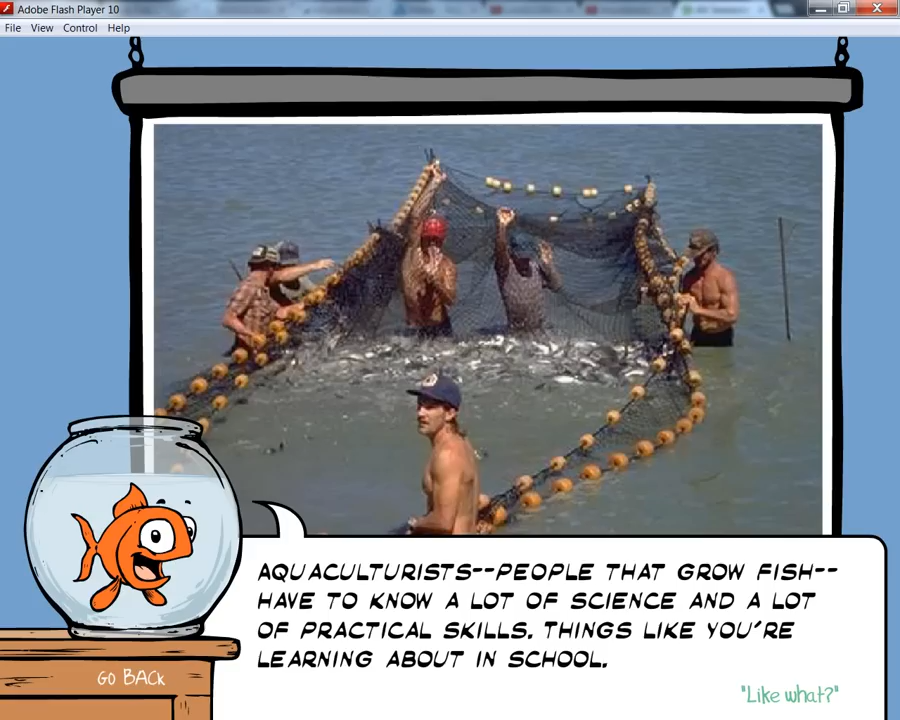 Adobe Flash Player 10
File View Control Help
AQUACULTURISTS--PEOPLE THAT GROW FISH--
HAVE TO KNOW A LOT OF SCIENCE AND A LOT
OF PRACTICAL SKILLS. THINGS LIKE YOU'RE
LEARNING ABOUT IN SCHOOL.
GO BACK
"Like what?"